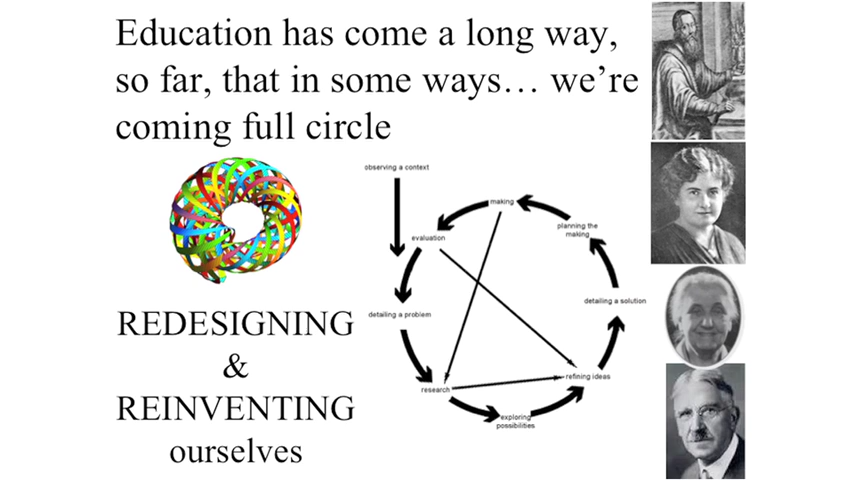 Education has come a long way,
so far, that in some ways… we’re
coming full circle
observing a context
making
planning the
making
evaluation
detailing a solution
detailing a problem
refining ideas
research
exploring
possibilities
REDESIGNING
&
REINVENTING
ourselves